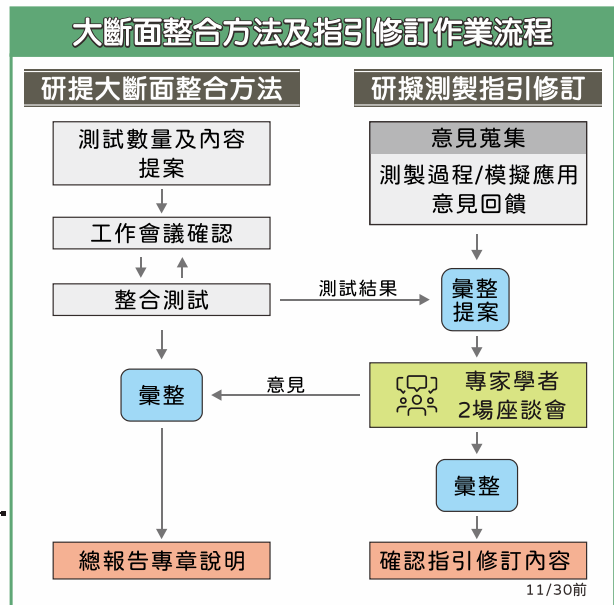 大斷面整合方法及指引修訂作業流程
研提大斷面整合方法
測試數量及內容
提案
工作會議確認
整合測試
測試結果
彙整
意見
總報告專章說明
研擬測製指引修訂
意見蒐集
測製過程/模擬應用
意見回饋
彙整
提案
專家學者
2場座談會
彙整
確認指引修訂內容
11/30前